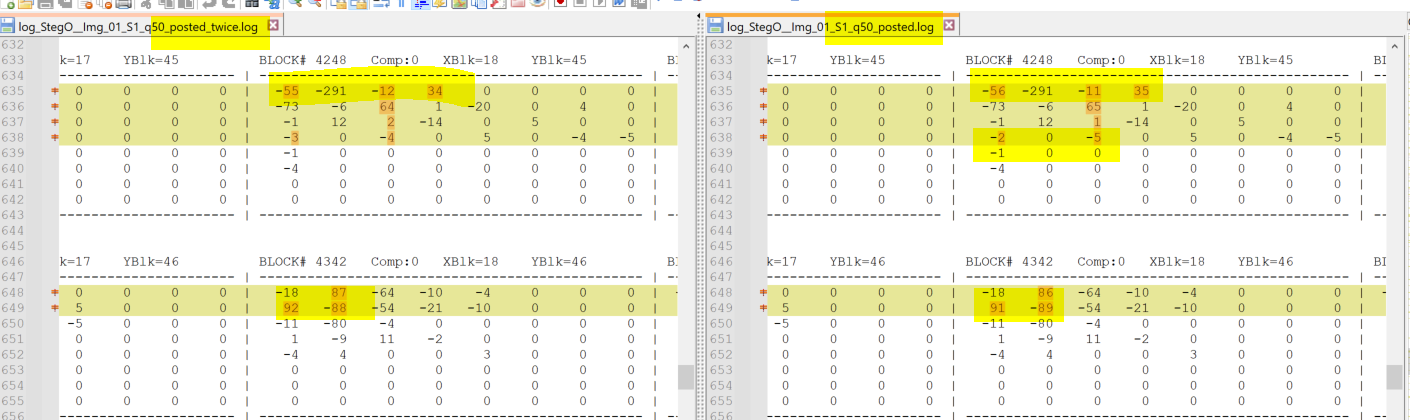 log_StegO__Img_01_S1_q50_posted_twice.log
632
633 k=17 YBlk=45 BLOCK# 4248 Comp:0 XBlk=18 YBlk=45 B
634 ------------------ | ---------------------------------------- | --
635 0 0 0 0 | -55 -291 -12 34 0 0 0 0 |
636 0 0 0 0 | -73 -6 64 1 -20 0 4 0 |
637 0 0 0 0 | -1 12 2 -14 0 5 0 0 |
638 0 0 0 0 | -3 0 -4 0 5 0 -4 -5 |
639 0 0 0 0 | -1 0 0 0 0 0 0 0 |
640 0 0 0 0 | -4 0 0 0 0 0 0 0 |
641 0 0 0 0 | 0 0 0 0 0 0 0 0 |
642 0 0 0 0 | 0 0 0 0 0 0 0 0 |
643 ------------------ | ---------------------------------------- | --
644
645
646 k=17 YBlk=46 BLOCK# 4342 Comp:0 XBlk=18 YBlk=46 B
647 ------------------ | ---------------------------------------- | --
648 0 0 0 0 | -18 87 -64 -10 -4 0 0 0 | -
649 5 0 0 0 | 92 -88 -54 -21 -10 0 0 0 |
650 -5 0 0 0 | -11 -80 -4 0 0 0 0 0 |
651 0 0 0 0 | 1 -9 11 -2 0 0 0 0 |
652 0 0 0 0 | -4 4 0 0 3 0 0 0 |
653 0 0 0 0 | 0 0 0 0 0 0 0 0 |
654 0 0 0 0 | 0 0 0 0 0 0 0 0 |
655 0 0 0 0 | 0 0 0 0 0 0 0 0 |
656 ------------------ | ---------------------------------------- | --
log_StegO__Img_01_S1_q50_posted.log
632
633 k=17 YBlk=45 BLOCK# 4248 Comp:0 XBlk=18 YBlk=45 Bl
634 ------------------ | ---------------------------------------- | --
635 0 0 0 0 | -56 -291 -11 35 0 0 0 0 |
636 0 0 0 0 | -73 -6 65 1 -20 0 4 0 |
637 0 0 0 0 | -1 12 1 -14 0 5 0 0 |
638 0 0 0 0 | -2 0 -5 0 5 0 -4 -5 |
639 0 0 0 0 | -1 0 0 0 0 0 0 0 |
640 0 0 0 0 | -4 0 0 0 0 0 0 0 |
641 0 0 0 0 | 0 0 0 0 0 0 0 0 |
642 0 0 0 0 | 0 0 0 0 0 0 0 0 |
643 ------------------ | ---------------------------------------- | --
644
645
646 k=17 YBlk=46 BLOCK# 4342 Comp:0 XBlk=18 YBlk=46 Bl
647 ------------------ | ---------------------------------------- | --
648 0 0 0 0 | -18 86 -64 -10 -4 0 0 0 | -
649 5 0 0 0 | 91 -89 -54 -21 -10 0 0 0 |
650 -5 0 0 0 | -11 -80 -4 0 0 0 0 0 |
651 0 0 0 0 | 1 -9 11 -2 0 0 0 0 |
652 0 0 0 0 | -4 4 0 0 3 0 0 0 |
653 0 0 0 0 | 0 0 0 0 0 0 0 0 |
654 0 0 0 0 | 0 0 0 0 0 0 0 0 |
655 0 0 0 0 | 0 0 0 0 0 0 0 0 |
656 ------------------ | ---------------------------------------- | --